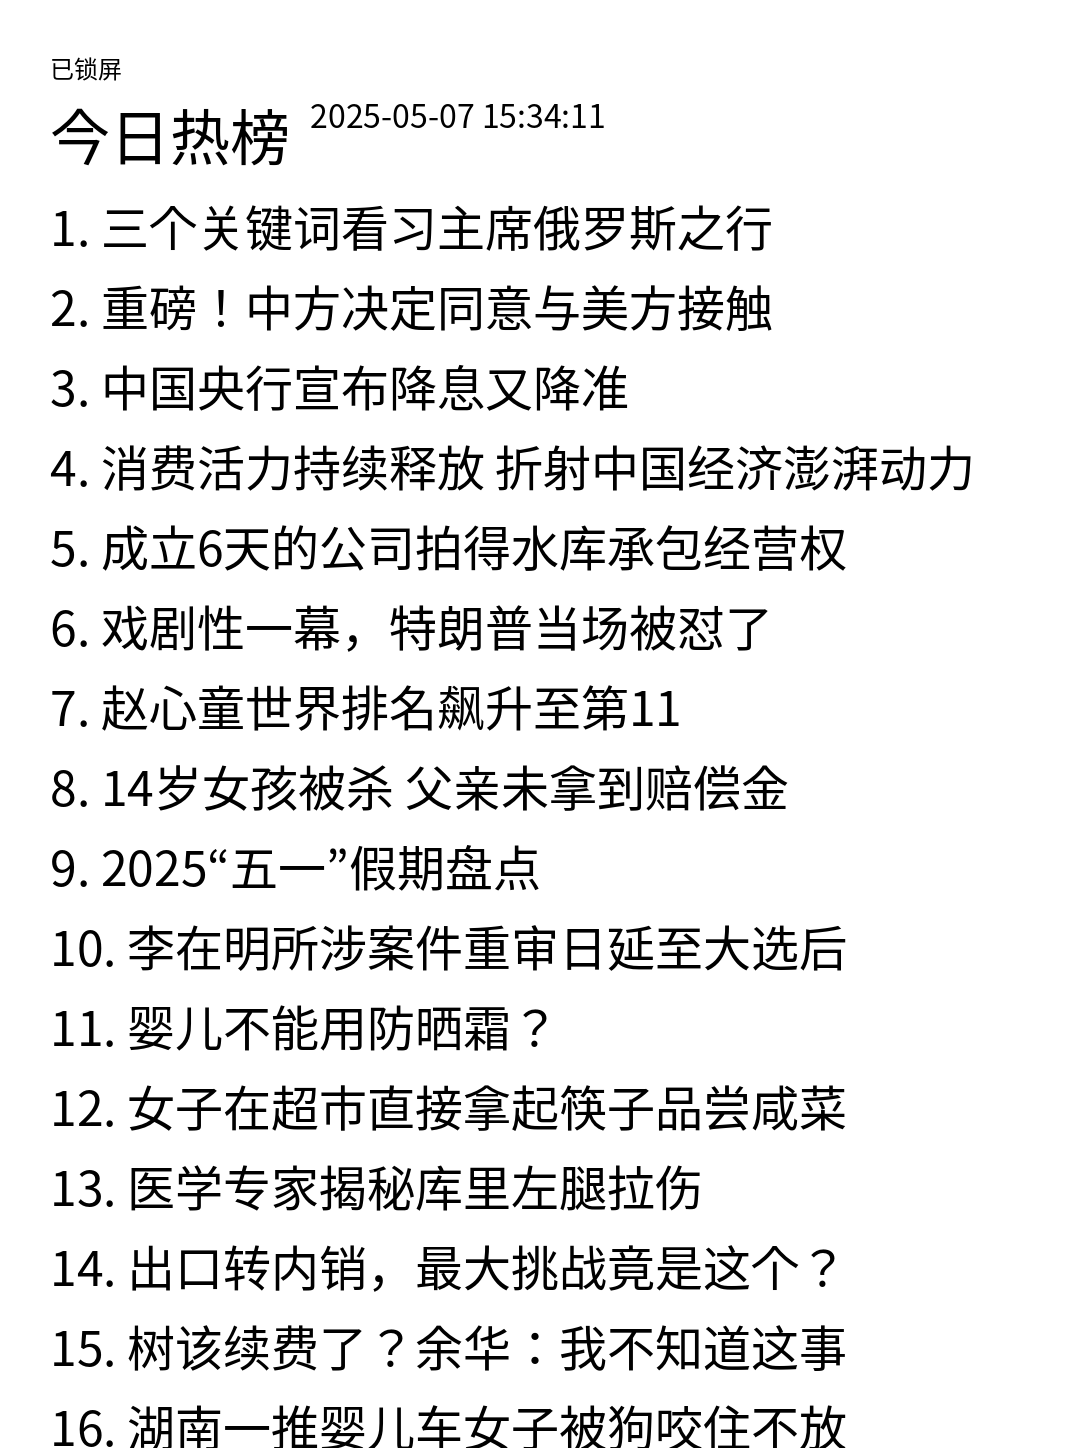 已锁屏
今日热榜 2025-05-07 15:34:11
1. 三个关键词看习主席俄罗斯之行
2. 重磅！中方决定同意与美方接触
3. 中国央行宣布降息又降准
4. 消费活力持续释放 折射中国经济澎湃动力
5. 成立6天的公司拍得水库承包经营权
6. 戏剧性一幕，特朗普当场被怼了
7. 赵心童世界排名飙升至第11
8. 14岁女孩被杀 父亲未拿到赔偿金
9. 2025“五一”假期盘点
10. 李在明所涉案件重审日延至大选后
11. 婴儿不能用防晒霜？
12. 女子在超市直接拿起筷子品尝咸菜
13. 医学专家揭秘库里左腿拉伤
14. 出口转内销，最大挑战竟是这个？
15. 树该续费了？余华：我不知道这事
16. 湖南一推婴儿车女子被狗咬住不放